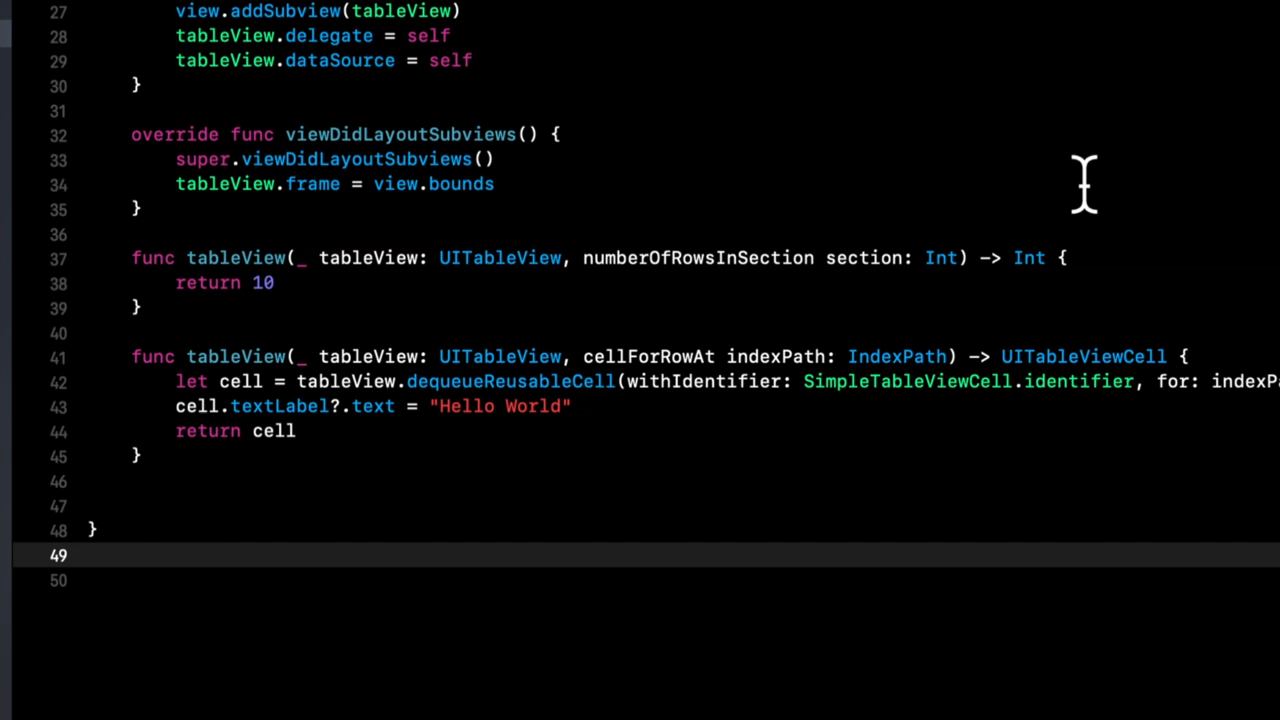 27 view.addSubview(tableView)
28 tableView.delegate = self
29 tableView.dataSource = self
30 }
31
32 override func viewDidLayoutSubviews() {
33 super.viewDidLayoutSubviews()
34 tableView.frame = view.bounds
35 }
36
37 func tableView(_ tableView: UITableView, numberOfRowsInSection section: Int) -> Int {
38 return 10
39 }
40
41 func tableView(_ tableView: UITableView, cellForRowAt indexPath: IndexPath) -> UITableViewCell {
42 let cell = tableView.dequeueReusableCell(withIdentifier: SimpleTableViewCell.identifier, for:
43 cell.textLabel?.text = "Hello World"
44 return cell
45 }
46
47
48 }
49
50